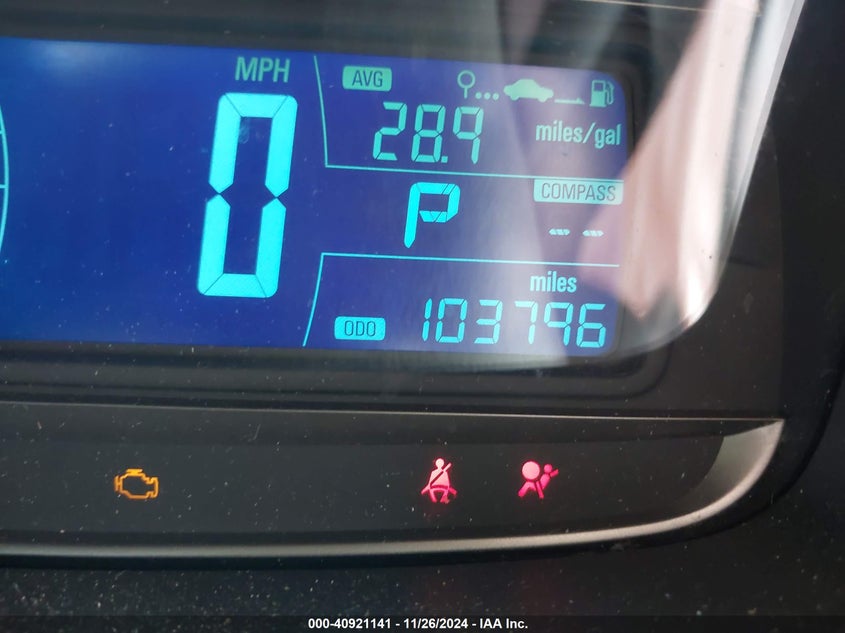 MPH
AVG
28.9 miles/gal
0
P
COMPASS
-- --
miles
ODO 103796
000-40921141 - 11/26/2024 - IAA Inc.